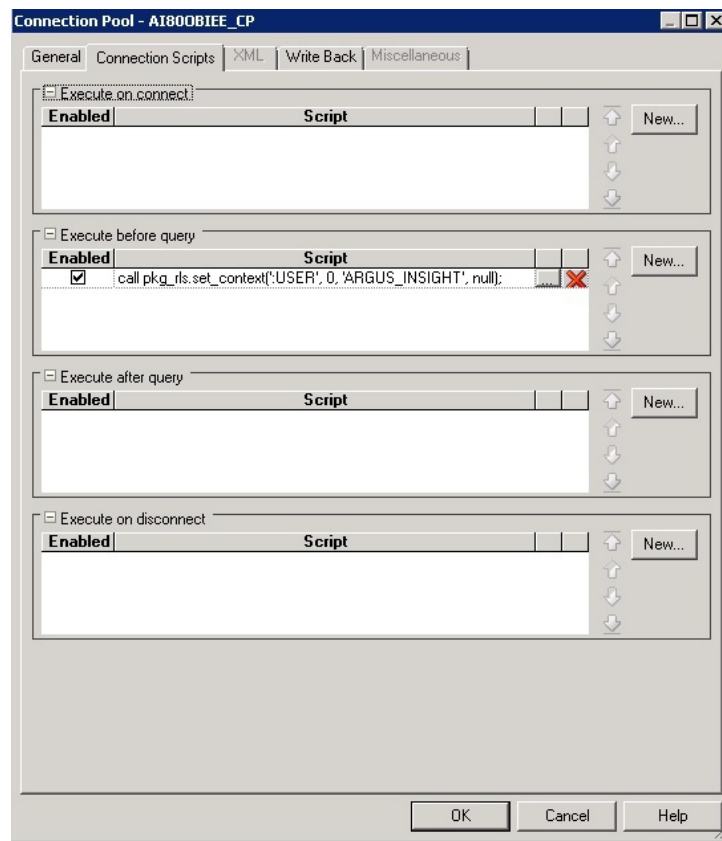 Connection Pool - AI80OBIEE_CP
General Connection Scripts XML Write Back Miscellaneous
Execute on connect
Enabled Script
New...
Execute before query
Enabled Script
New...
call pkg_rls.set_context(':USER', 0, 'ARGUS_INSIGHT', null);
...
Execute after query
Enabled Script
New...
Execute on disconnect
Enabled Script
New...
OK Cancel Help